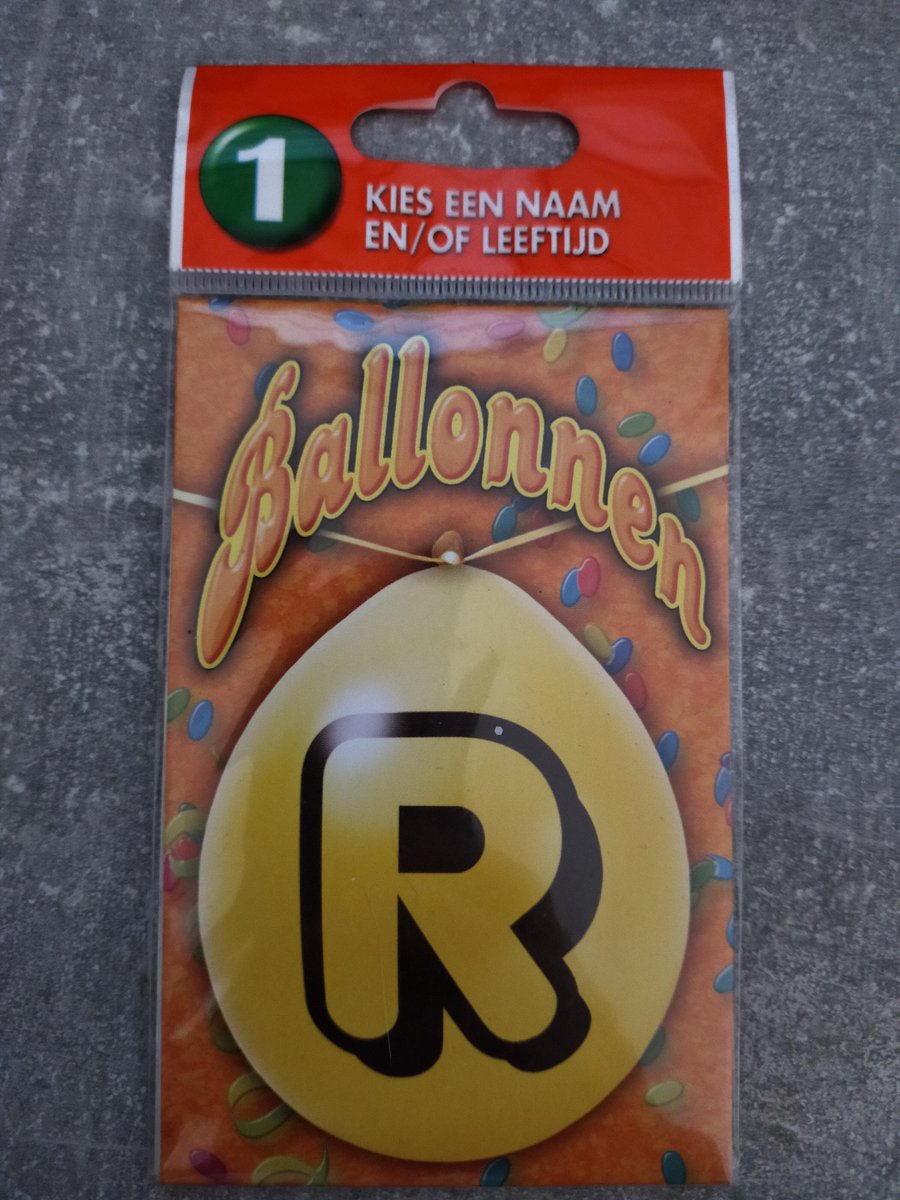 1
KIES EEN NAAM
EN/OF LEEFTIJD
Ballonnen
R